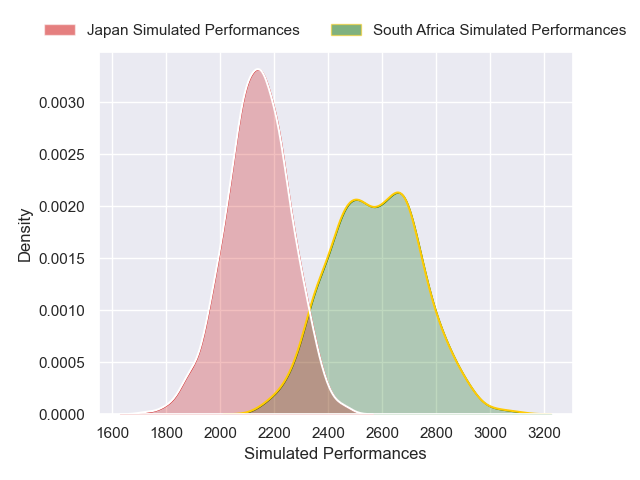 Japan Simulated Performances South Africa Simulated Performances
0.0030
0.0025
0.0020
0.0015
0.0010
0.0005
0.0000
Density
1600 1800 2000 2200 2400 2600 2800 3000 3200
Simulated Performances